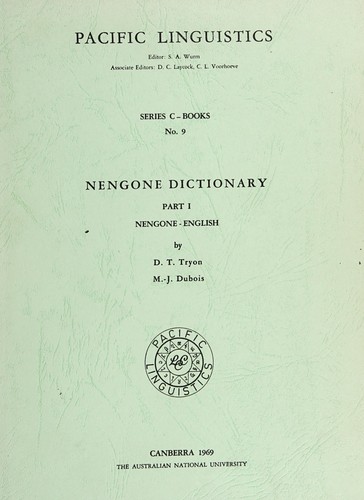 PACIFIC LINGUISTICS
Editor: S. A. Wurm
Associate Editors: D. C. Laycock, C. L. Voorhoeve
SERIES C – BOOKS
No. 9
NENGONE DICTIONARY
PART I
NENGONE - ENGLISH
by
D. T. Tryon
M.-J. Dubois
PACIFIC
LINGUISTICS
CANBERRA 1969
THE AUSTRALIAN NATIONAL UNIVERSITY